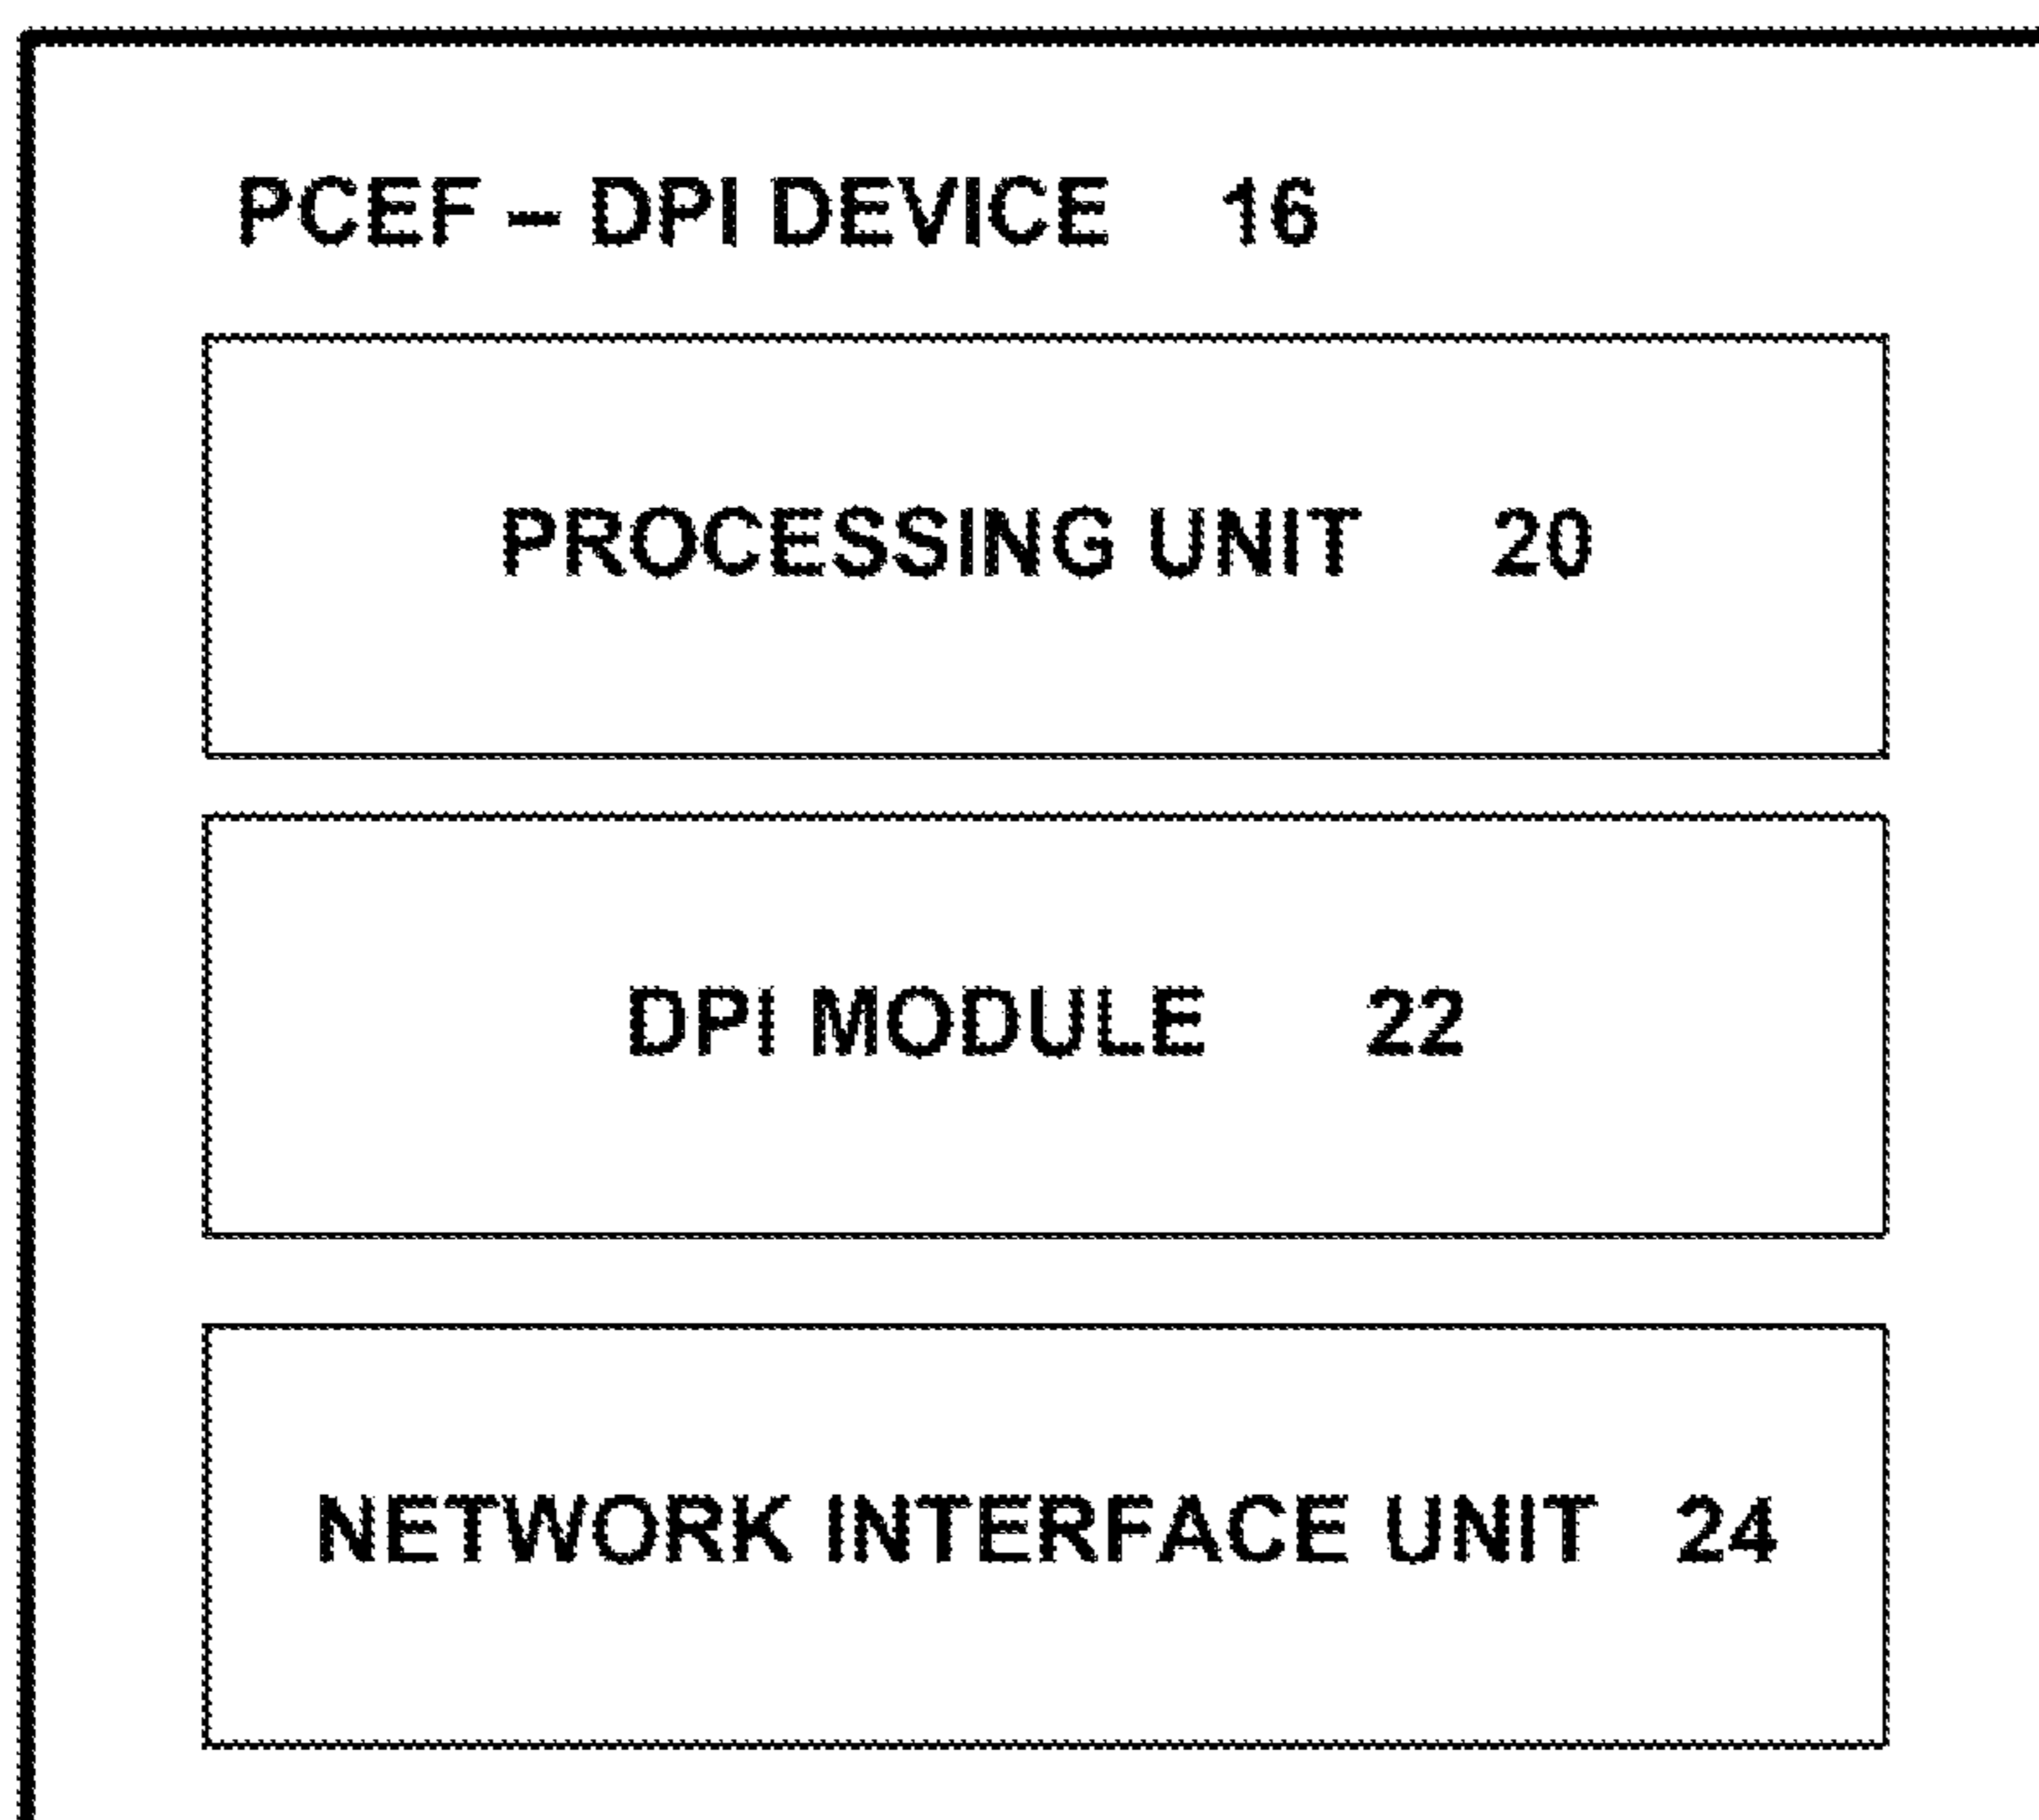 PCEF – DPI DEVICE 16
PROCESSING UNIT 20
DPI MODULE 22
NETWORK INTERFACE UNIT 24